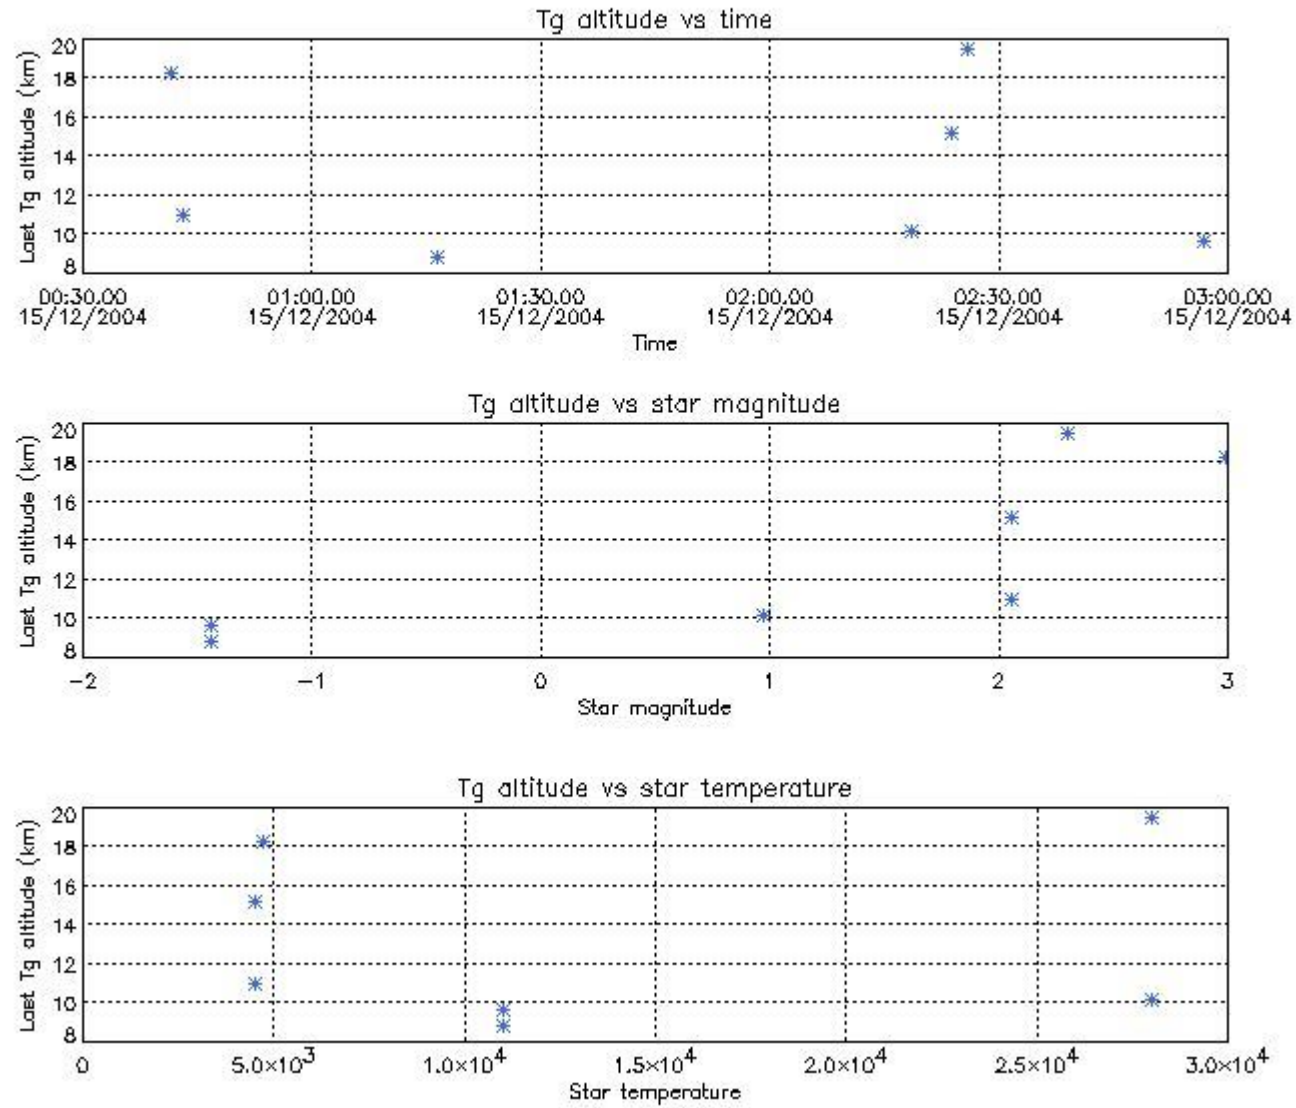 Tg altitude vs time
Last Tg altitude (km)
20
18
16
14
12
10
8
00:30.00 01:00.00 01:30.00 02:00.00 02:30.00 03:00.00
15/12/2004 15/12/2004 15/12/2004 15/12/2004 15/12/2004 15/12/2004
Time
Tg altitude vs star magnitude
Last Tg altitude (km)
20
18
16
14
12
10
8
-2 -1 0 1 2 3
Star magnitude
Tg altitude vs star temperature
Last Tg altitude (km)
20
18
16
14
12
10
8
0 5.0×10³ 1.0×10⁴ 1.5×10⁴ 2.0×10⁴ 2.5×10⁴ 3.0×10⁴
Star temperature